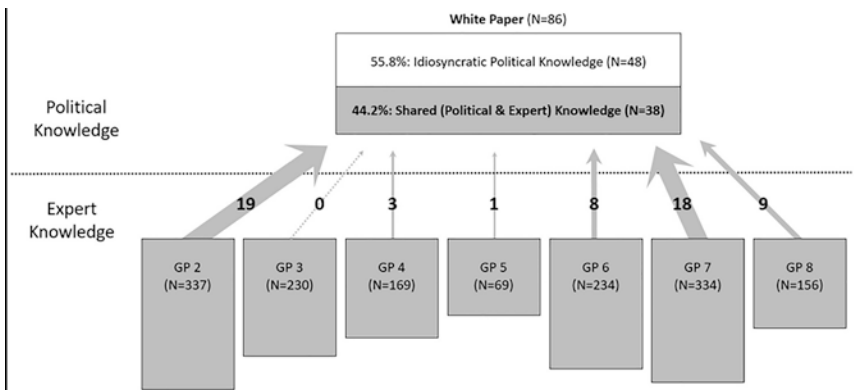 White Paper (N=86)
55.8%: Idiosyncratic Political Knowledge (N=48)
44.2%: Shared (Political & Expert) Knowledge (N=38)
Political
Knowledge
Expert
Knowledge
19 0 3 1 8 18 9
GP 2
(N=337)
GP 3
(N=230)
GP 4
(N=169)
GP 5
(N=69)
GP 6
(N=234)
GP 7
(N=334)
GP 8
(N=156)